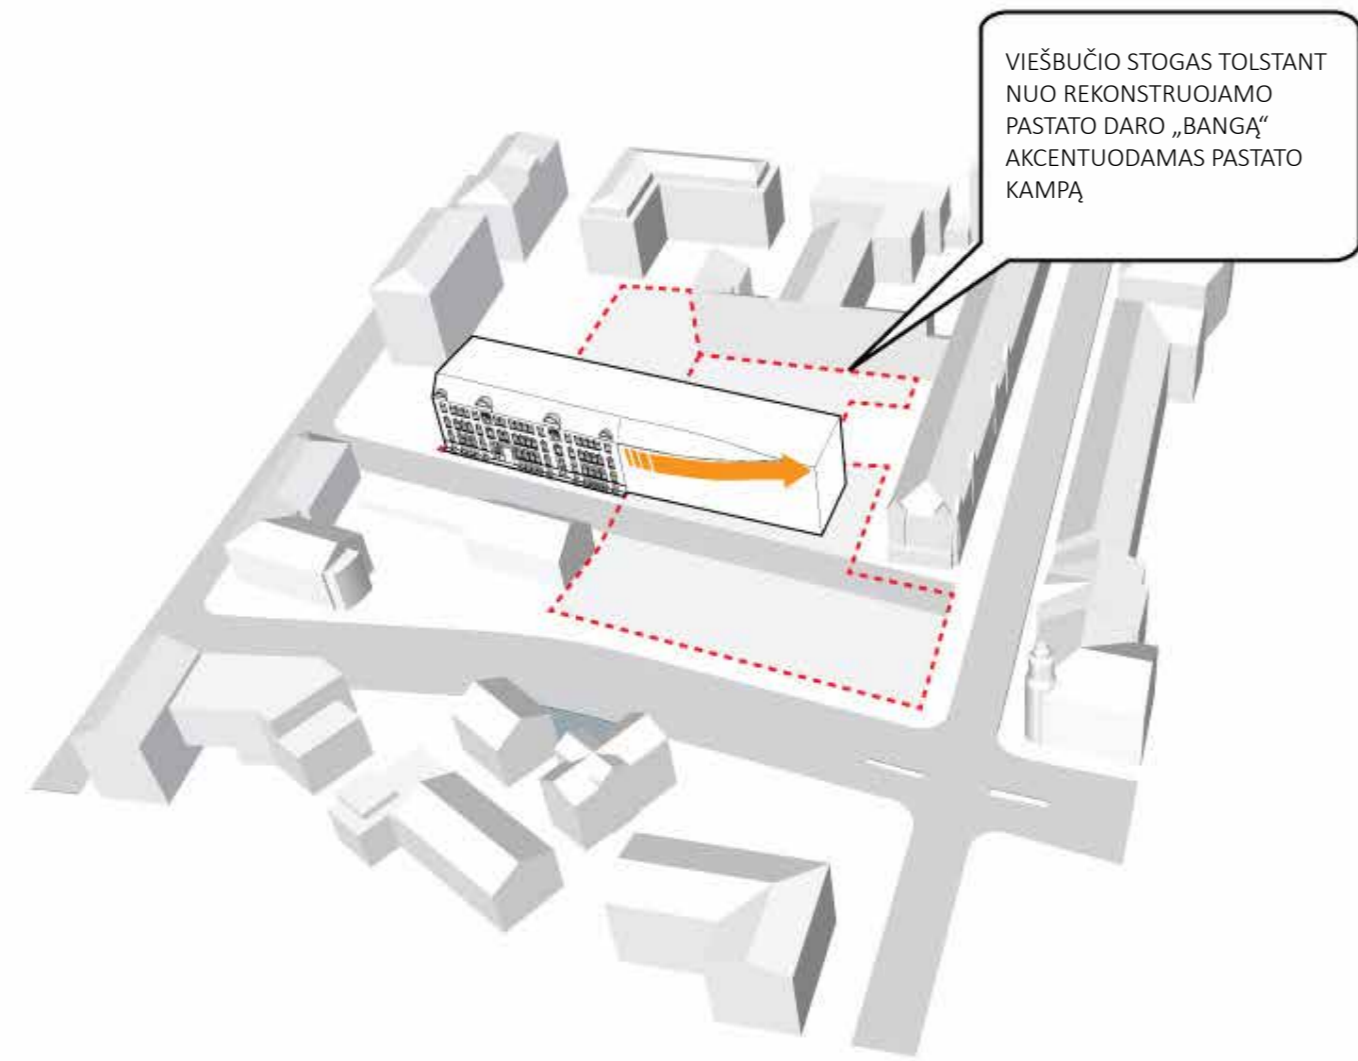 VIEŠBUČIO STOGAS TOLSTANT
NUO REKONSTRUOJAMO
PASTATO DARO „BANGĄ“
AKCENTUODAMAS PASTATO
KAMPĄ